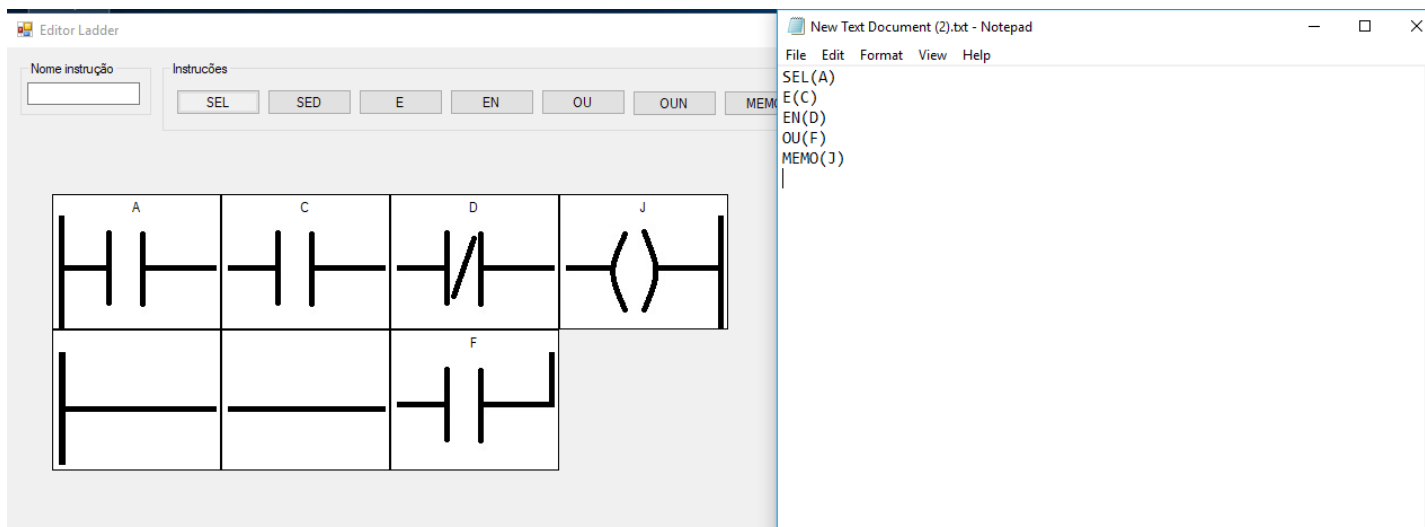 Editor Ladder
Nome instrução
Instrucões
SEL
SED
E
EN
OU
OUN
A
C
D
J
F
New Text Document (2).txt - Notepad
File Edit Format View Help
SEL(A)
E(C)
EN(D)
OU(F)
MEMO(J)